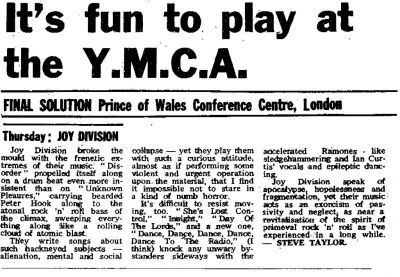 It's fun to play at
the Y.M.C.A.
FINAL SOLUTION Prince of Wales Conference Centre, London
Thursday: JOY DIVISION
Joy Division broke the
mould with the frenetic ex-
tremes of their music. "Dis-
order" propelled itself along
on a drum beat even more in-
sistent than on "Unknown
Pleasures," carrying bearded
Peter Hook along to the
atonal rock 'n' roll bass of
the climax, sweeping every-
thing along like a rolling
cloud of atomic blast.
They write songs about
such hackneyed subjects —
alienation, mental and social
collapse — yet they play them
with such a curious attitude,
almost as if performing some
violent and urgent operation
upon the material, that I find
it impossible not to stare in
a kind of numb horror.
It's difficult to resist mov-
ing, too. "She's Lost Con-
trol," "Insight," "Day Of
The Lords," and a new one,
"Dance, Dance, Dance, Dance,
Dance To The Radio," (I
think) knock any unwary by-
standers sideways with the
accelerated Ramones-like
sledgehammering and Ian Cur-
tis' vocals and epileptic danc-
ing.
Joy Division speak of
apocalypse, hopelessness and
fragmentation, yet their music
acts as an exorcism of pas-
sivity and neglect, as near a
revitalisation of the spirit of
primeval rock 'n' roll as I've
experienced in a long while.
— STEVE TAYLOR.